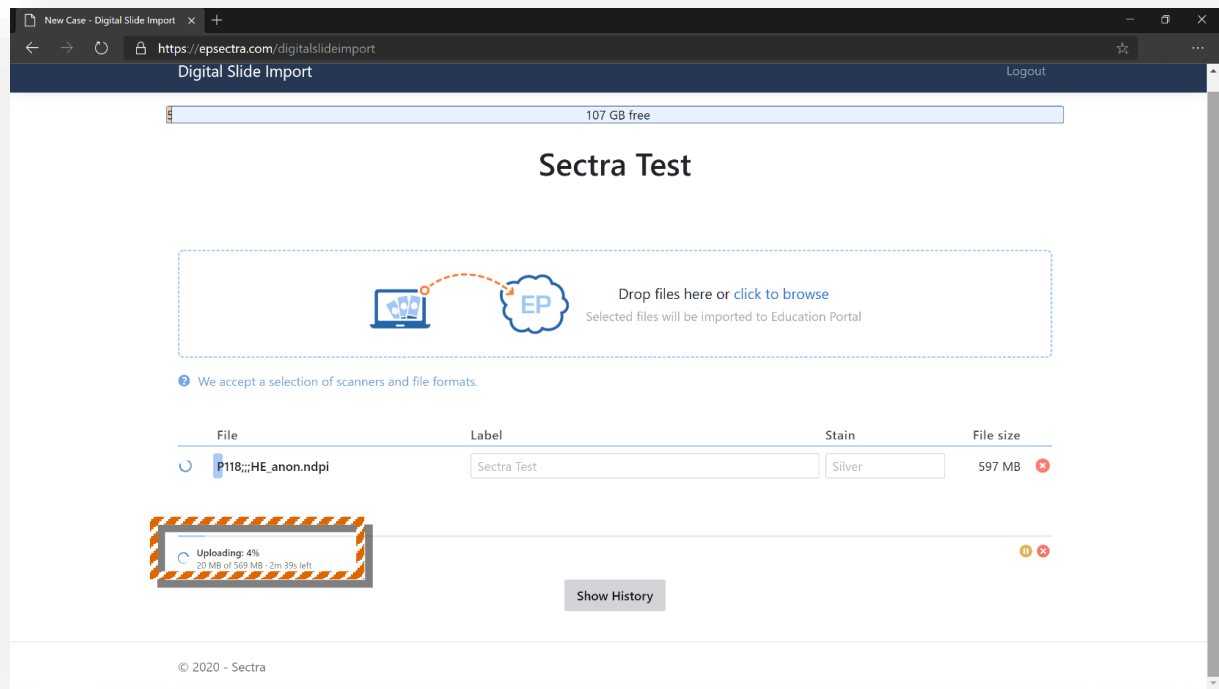 New Case - Digital Slide Import
https://epsectra.com/digitalslideimport
Digital Slide Import
Logout
107 GB free
Sectra Test
EP
Drop files here or click to browse
Selected files will be imported to Education Portal
We accept a selection of scanners and file formats.
File Label Stain File size
P118;;;HE_anon.ndpi Sectra Test Silver 597 MB
Uploading: 4%
20 MB of 569 MB · 2m 39s left
Show History
© 2020 - Sectra